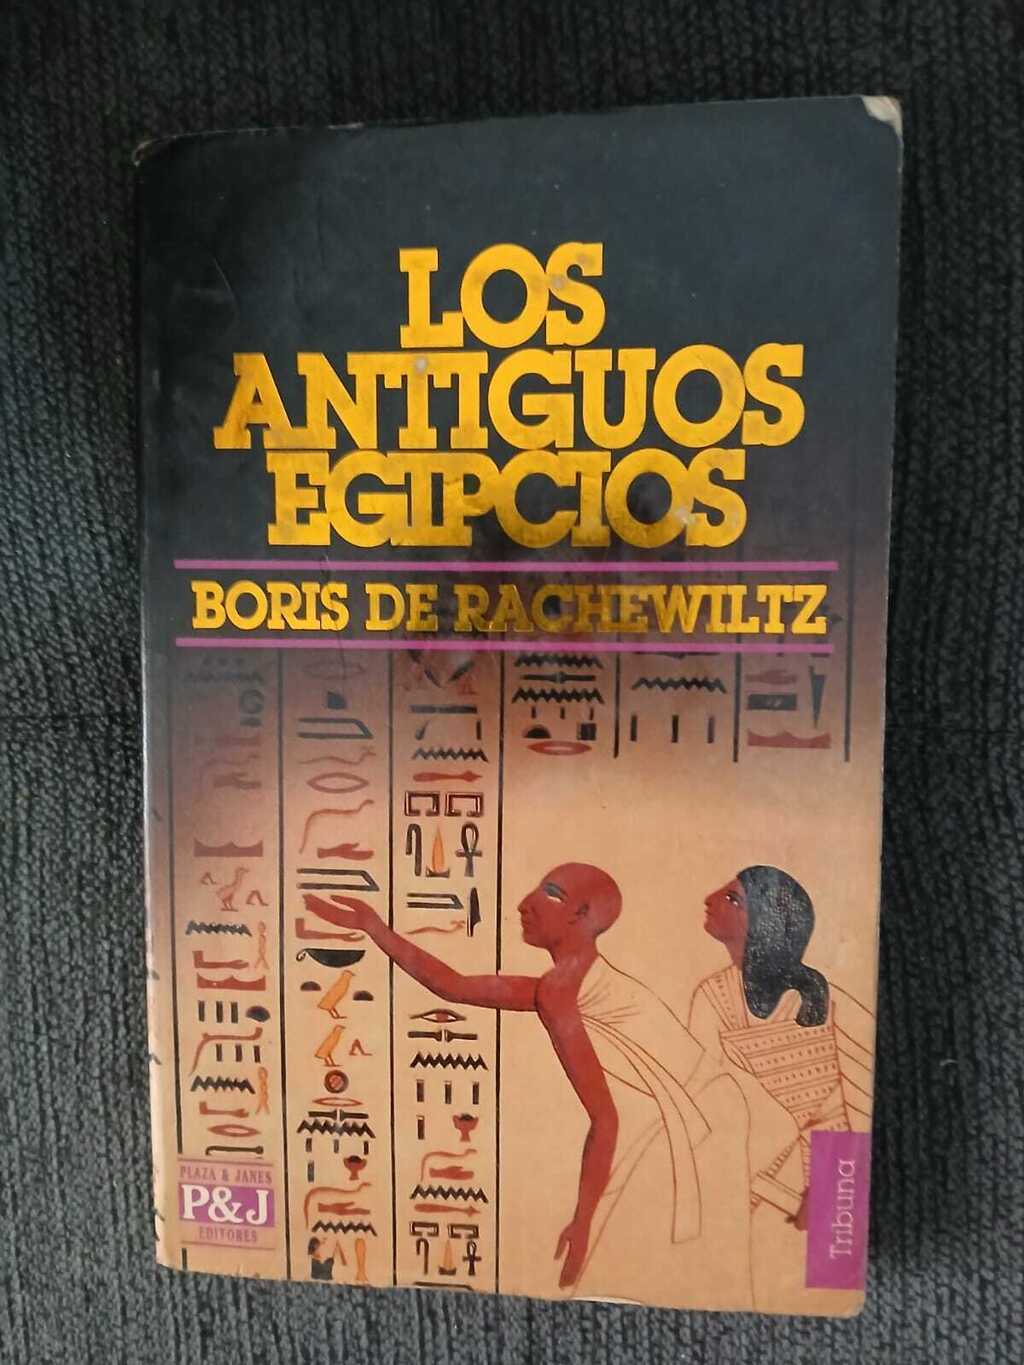 LOS
ANTIGUOS
EGIPCIOS
BORIS DE RACHEWILTZ
PLAZA & JANES
P&J
EDITORES
Tribuna